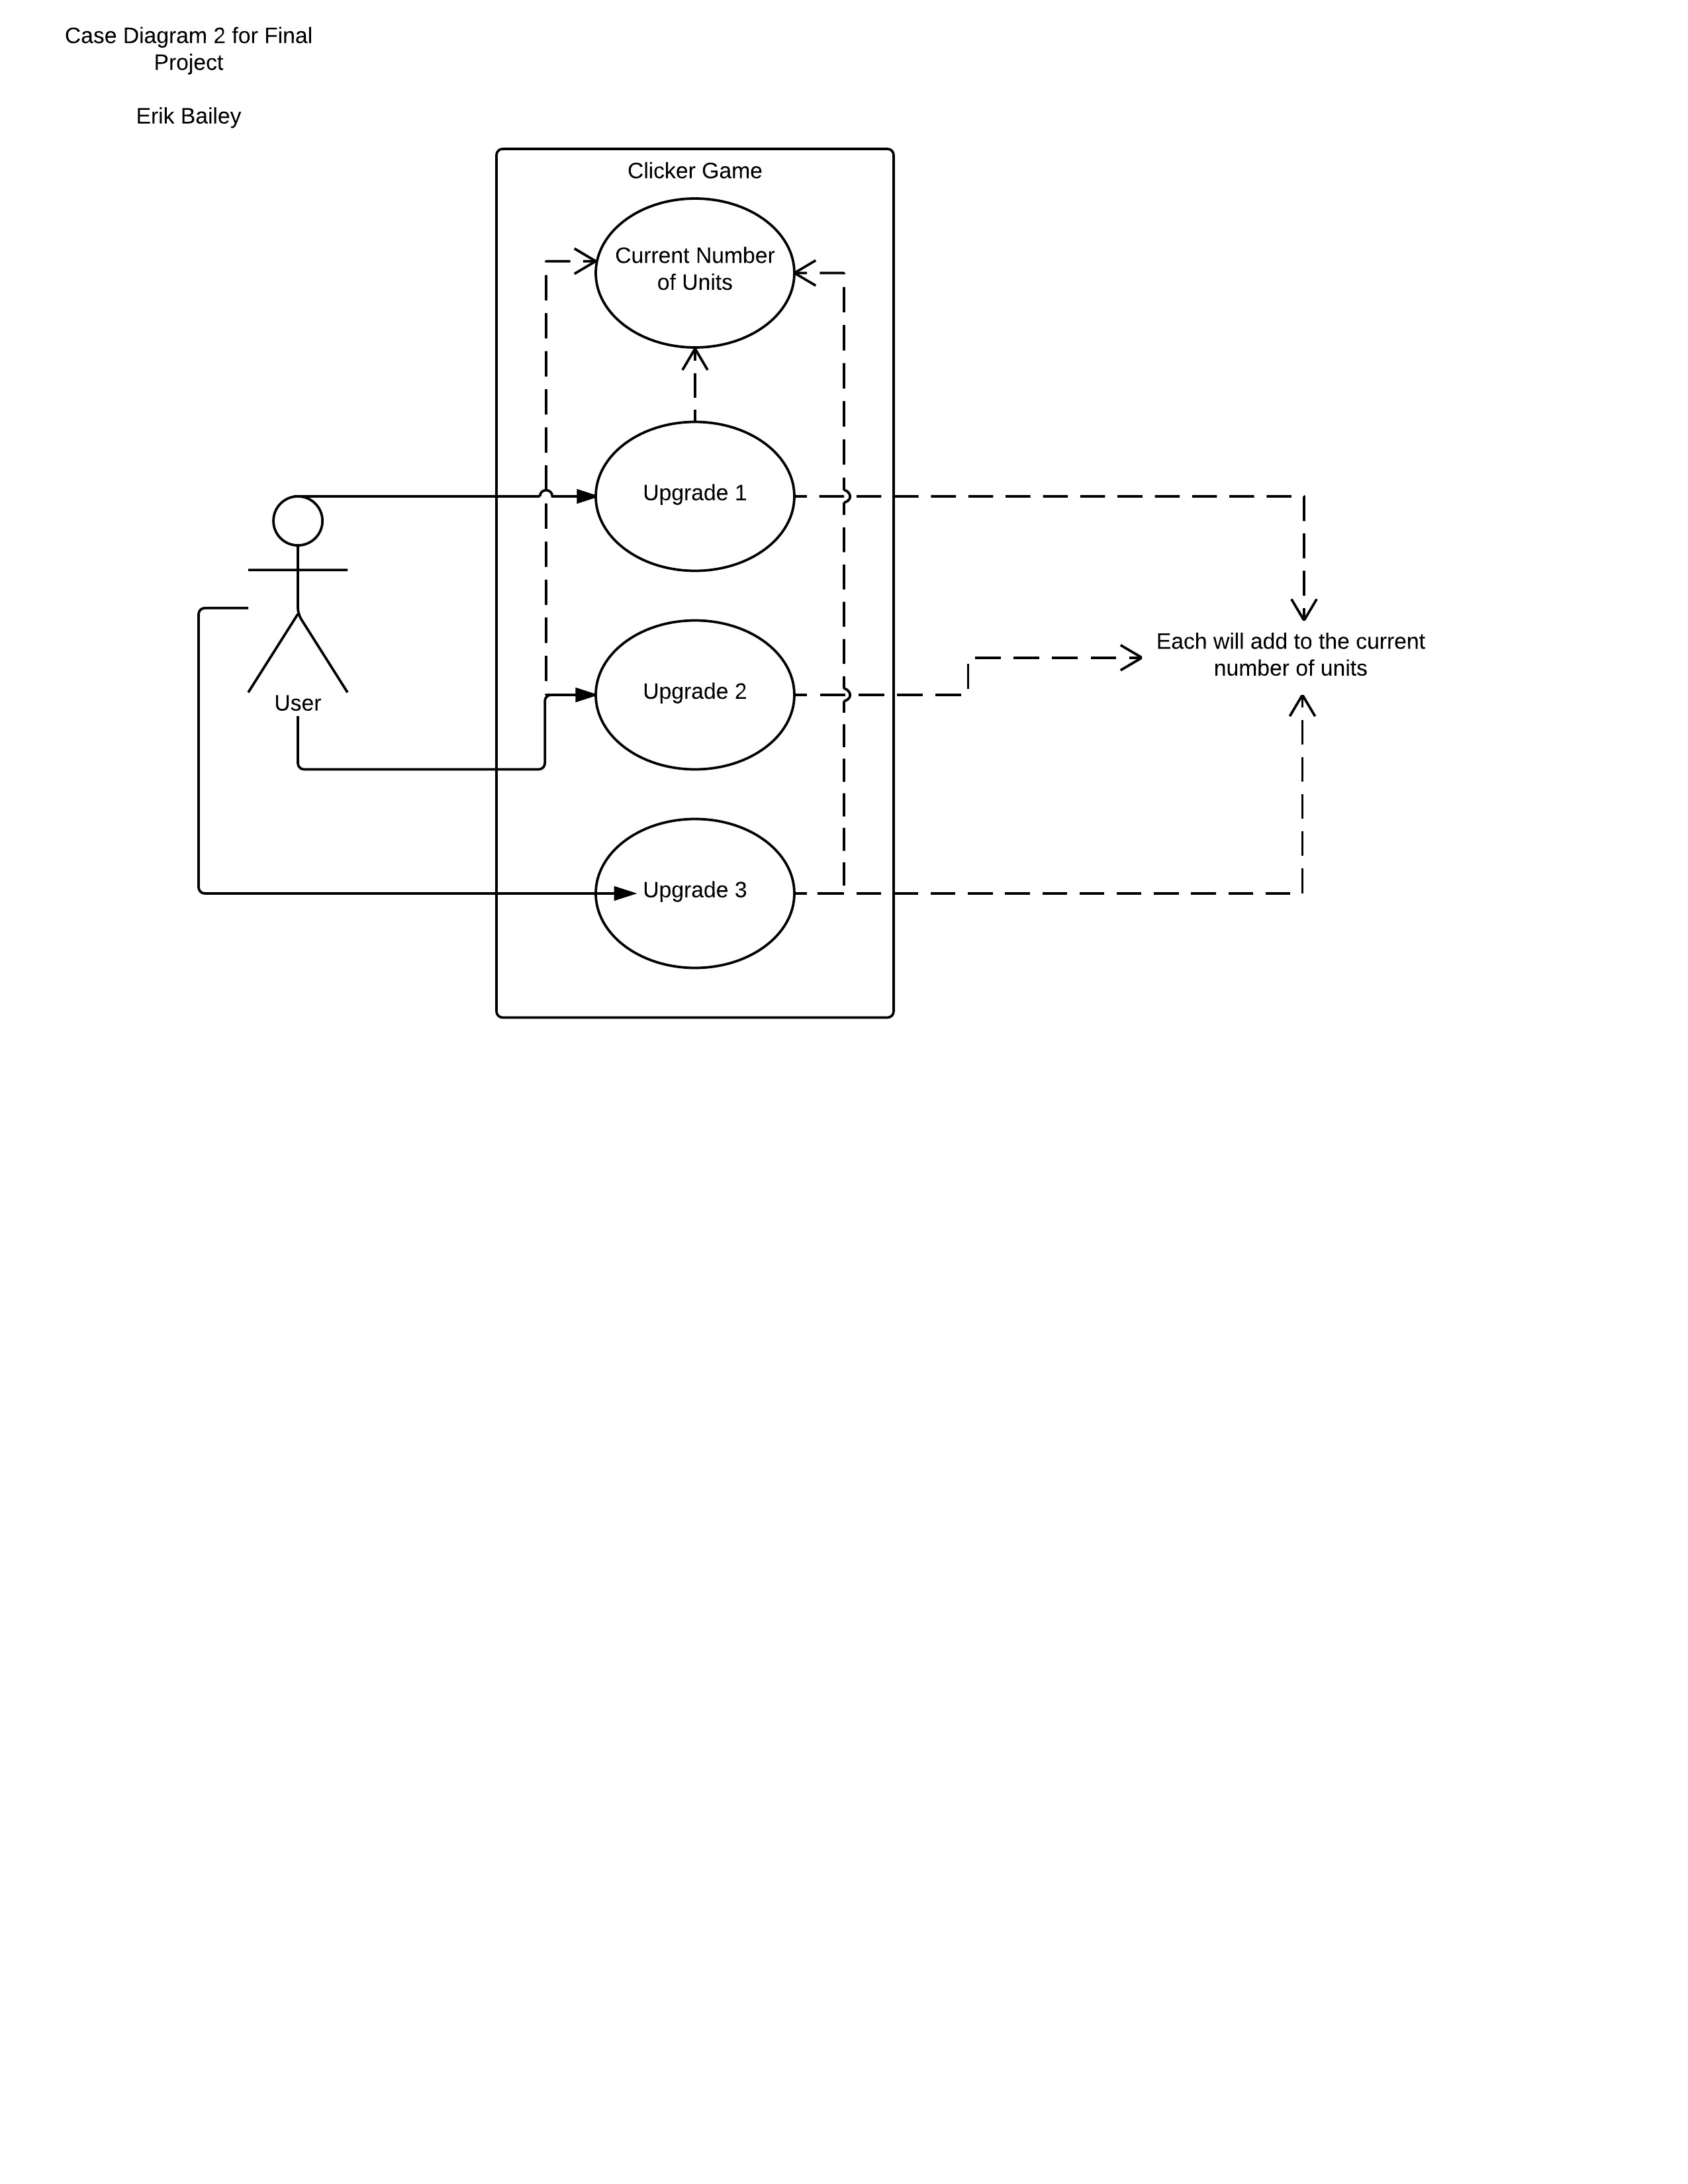 Case Diagram 2 for Final
Project
Erik Bailey
Clicker Game
Current Number
of Units
Upgrade 1
Upgrade 2
Each will add to the current
number of units
User
Upgrade 3